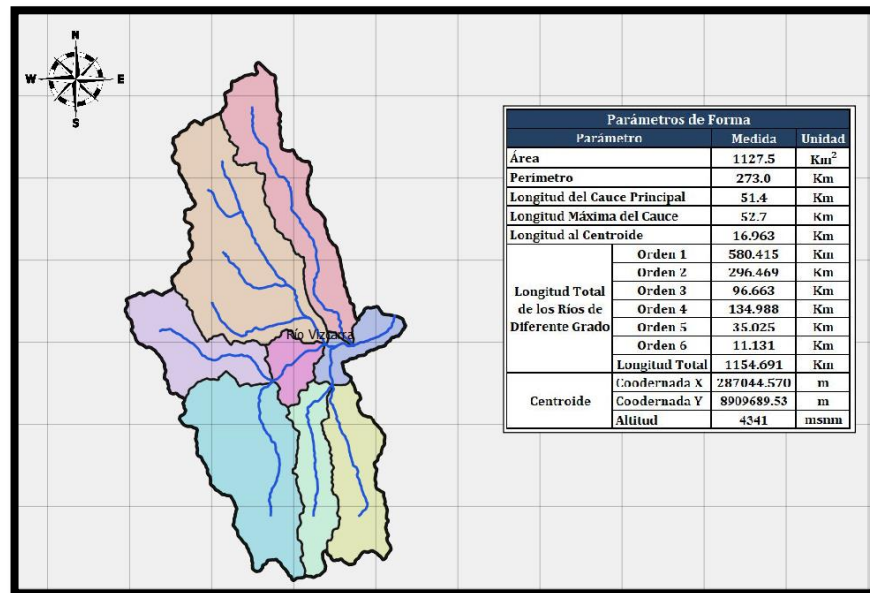 N
W E
S
Río Vizcarra
Parámetros de Forma
Parámetro Medida Unidad
Área 1127.5 Km²
Perímetro 273.0 Km
Longitud del Cauce Principal 51.4 Km
Longitud Máxima del Cauce 52.7 Km
Longitud al Centroide 16.963 Km
Longitud Total de los Ríos de Diferente Grado
Orden 1 580.415 Km
Orden 2 296.469 Km
Orden 3 96.663 Km
Orden 4 134.988 Km
Orden 5 35.025 Km
Orden 6 11.131 Km
Longitud Total 1154.691 Km
Centroide
Coodernada X 287044.570 m
Coodernada Y 8909689.53 m
Altitud 4341 msnm